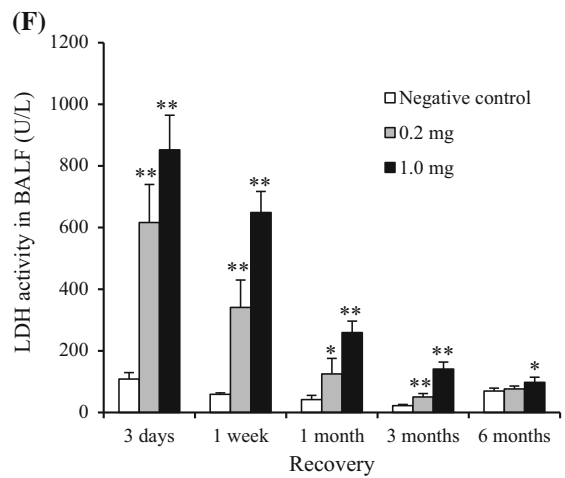 (F)
LDH activity in BALF (U/L)
1200
1000
800
600
400
200
0
Negative control
0.2 mg
1.0 mg
**
**
**
**
*
**
**
**
*
3 days 1 week 1 month 3 months 6 months
Recovery